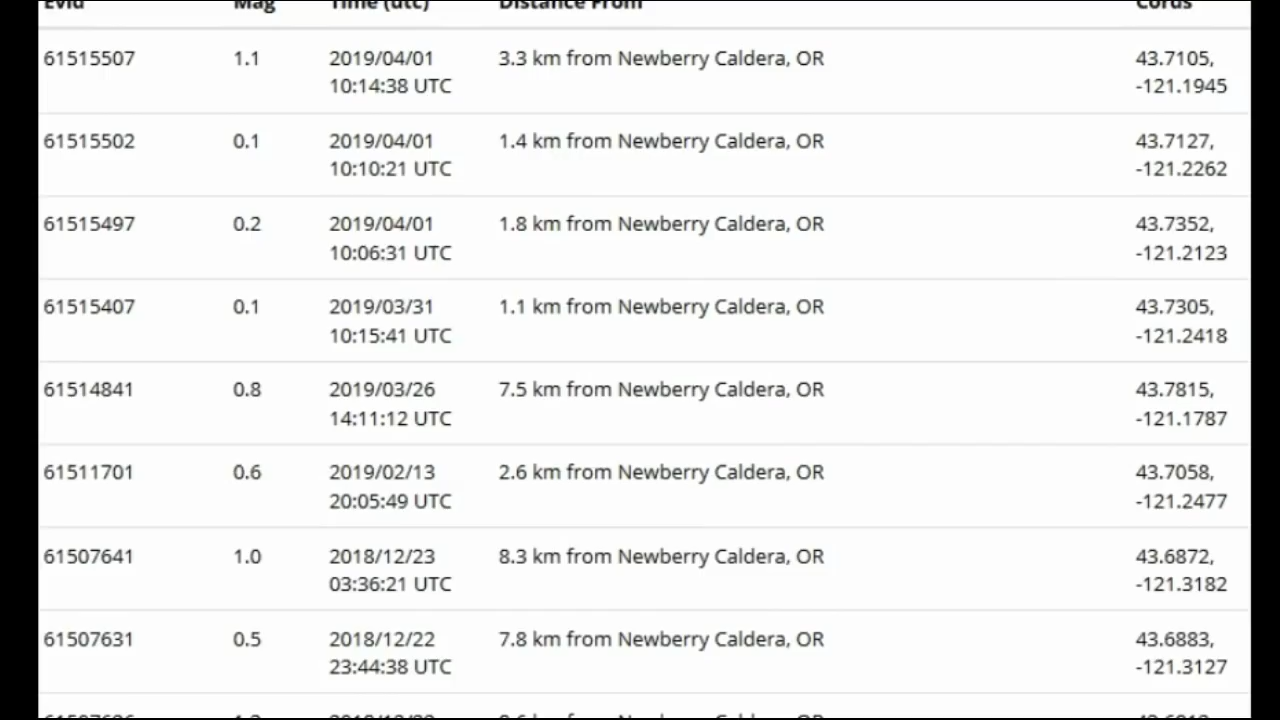 Evid Mag Time (utc) Distance From Cords
61515507 1.1 2019/04/01 3.3 km from Newberry Caldera, OR 43.7105,
10:14:38 UTC -121.1945
61515502 0.1 2019/04/01 1.4 km from Newberry Caldera, OR 43.7127,
10:10:21 UTC -121.2262
61515497 0.2 2019/04/01 1.8 km from Newberry Caldera, OR 43.7352,
10:06:31 UTC -121.2123
61515407 0.1 2019/03/31 1.1 km from Newberry Caldera, OR 43.7305,
10:15:41 UTC -121.2418
61514841 0.8 2019/03/26 7.5 km from Newberry Caldera, OR 43.7815,
14:11:12 UTC -121.1787
61511701 0.6 2019/02/13 2.6 km from Newberry Caldera, OR 43.7058,
20:05:49 UTC -121.2477
61507641 1.0 2018/12/23 8.3 km from Newberry Caldera, OR 43.6872,
03:36:21 UTC -121.3182
61507631 0.5 2018/12/22 7.8 km from Newberry Caldera, OR 43.6883,
23:44:38 UTC -121.3127